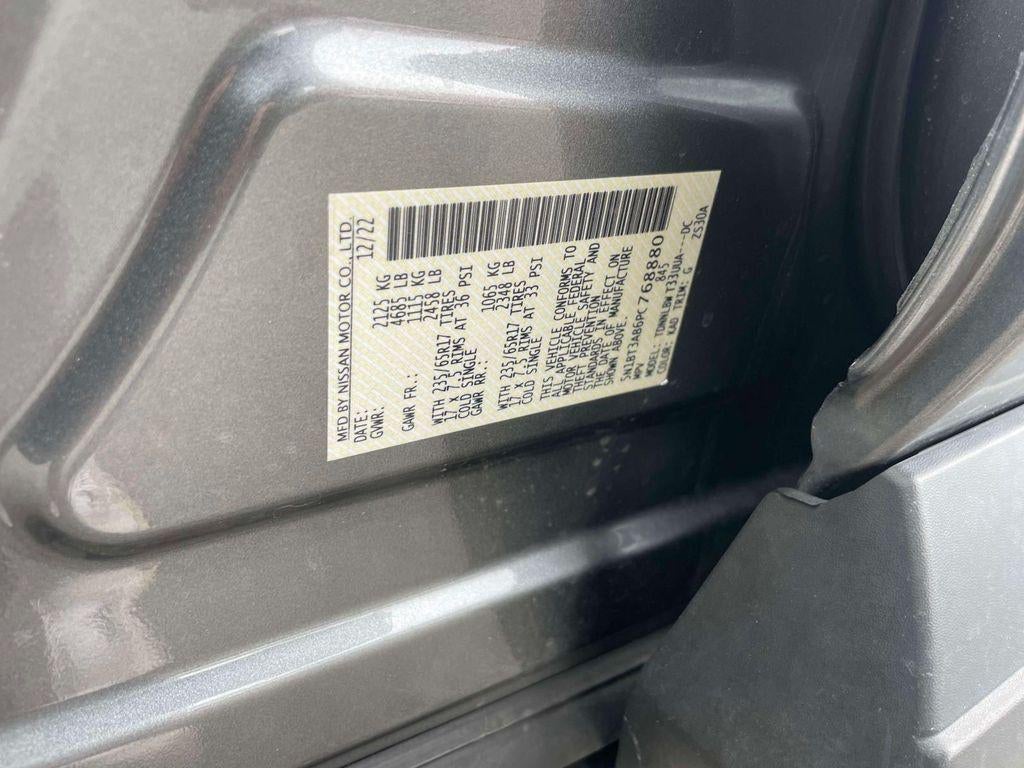 MFD BY NISSAN MOTOR CO., LTD.
DATE: 12/22
GVWR: 2125 KG
4685 LB
GAWR FR.: 1115 KG
2458 LB
WITH 235/65R17 TIRES
17 X 7.5 RIMS AT 36 PSI
COLD SINGLE
GAWR RR.: 1065 KG
2348 LB
WITH 235/65R17 TIRES
17 X 7.5 RIMS AT 33 PSI
COLD SINGLE
THIS VEHICLE CONFORMS TO
ALL APPLICABLE FEDERAL
MOTOR VEHICLE SAFETY AND
THEFT PREVENTION
STANDARDS IN EFFECT ON
THE DATE OF MANUFACTURE
SHOWN ABOVE.
5N1BT3AB6PC768880
MPV 845
MODEL: TDNNLBWT33UUA---DC
COLOR: KAD TRIM: G ZS30A